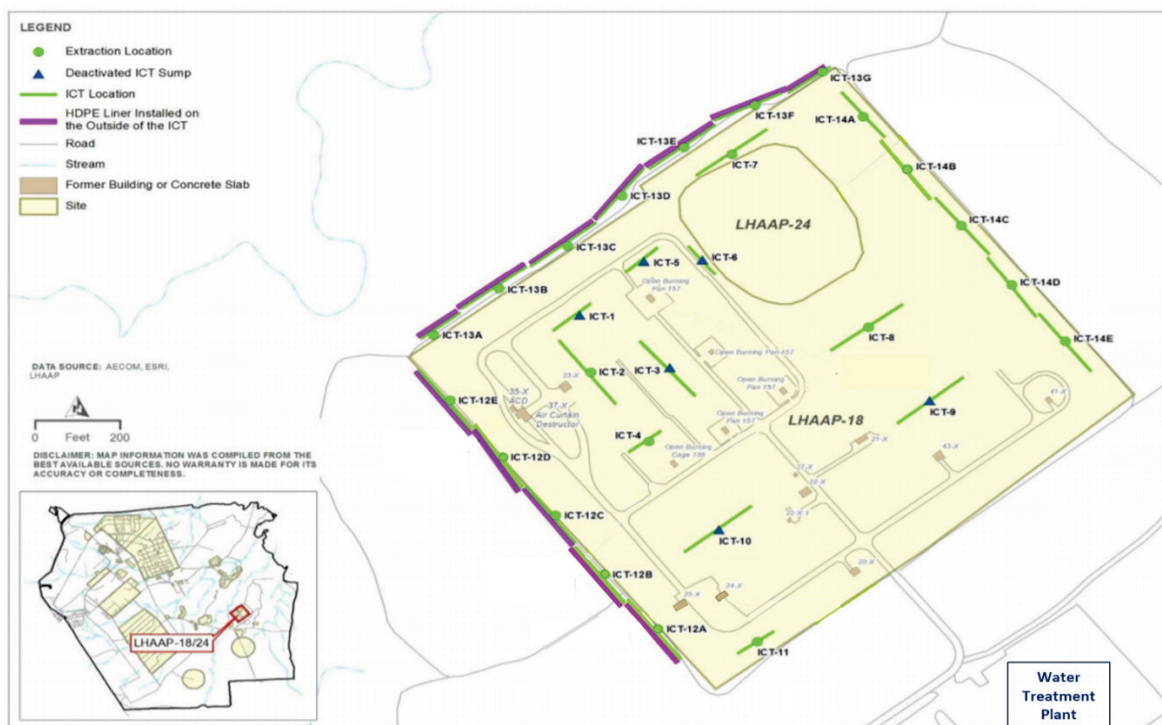 LEGEND
Extraction Location
Deactivated ICT Sump
ICT Location
HDPE Liner Installed on
the Outside of the ICT
Road
Stream
Former Building or Concrete Slab
Site
ICT-13G
ICT-13F
ICT-14A
ICT-13E
ICT-7
ICT-14B
ICT-13D
ICT-14C
LHAAP-24
ICT-13C
ICT-5
ICT-6
Open Burning
Pan 157
ICT-14D
ICT-13B
ICT-1
ICT-13A
ICT-8
ICT-14E
Open Burning Pan 157
ICT-2
ICT-3
33-X
35-X
ACD
37-X
Air Curtain
Destructor
Open Burning
Pan 157
ICT-12E
ICT-9
41-X
Open Burning
Pan 157
LHAAP-18
ICT-4
21-X
43-X
Open Burning
Cage
ICT-12D
22-X
22-X 1
ICT-12C
ICT-10
ICT-12B
20-X
25-X
24-X
ICT-12A
ICT-11
DATA SOURCE: AECOM, ESRI,
LHAAP
N
0 Feet 200
DISCLAIMER: MAP INFORMATION WAS COMPILED FROM THE
BEST AVAILABLE SOURCES. NO WARRANTY IS MADE FOR ITS
ACCURACY OR COMPLETENESS.
LHAAP-18/24
Water
Treatment
Plant